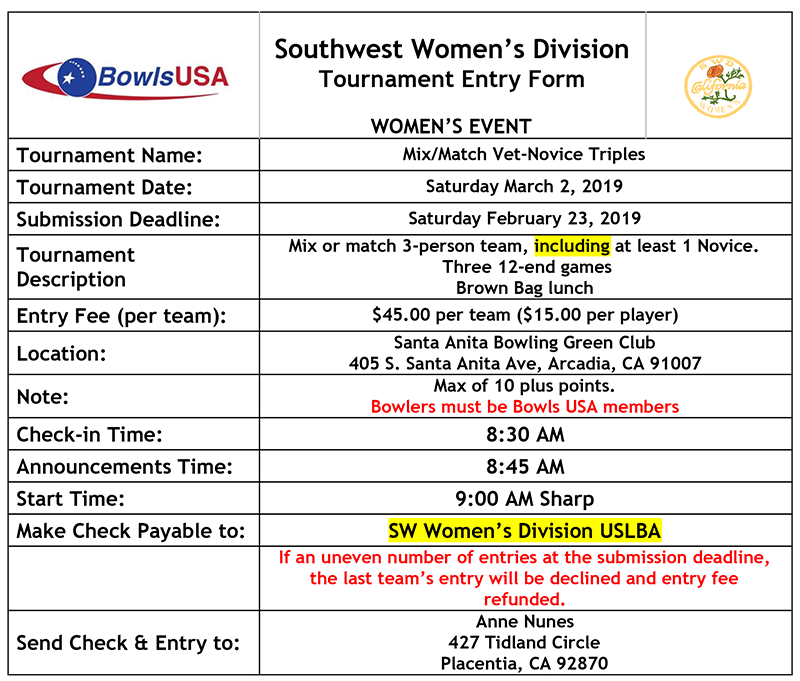 BowlsUSA
Southwest Women's Division
Tournament Entry Form
WOMEN'S EVENT
SWD
California
WOMEN'S
Tournament Name:
Mix/Match Vet-Novice Triples
Tournament Date:
Saturday March 2, 2019
Submission Deadline:
Saturday February 23, 2019
Tournament
Description
Mix or match 3-person team, including at least 1 Novice.
Three 12-end games
Brown Bag lunch
Entry Fee (per team):
$45.00 per team ($15.00 per player)
Location:
Santa Anita Bowling Green Club
405 S. Santa Anita Ave, Arcadia, CA 91007
Note:
Max of 10 plus points.
Bowlers must be Bowls USA members
Check-in Time:
8:30 AM
Announcements Time:
8:45 AM
Start Time:
9:00 AM Sharp
Make Check Payable to:
SW Women's Division USLBA
If an uneven number of entries at the submission deadline,
the last team's entry will be declined and entry fee
refunded.
Send Check & Entry to:
Anne Nunes
427 Tidland Circle
Placentia, CA 92870